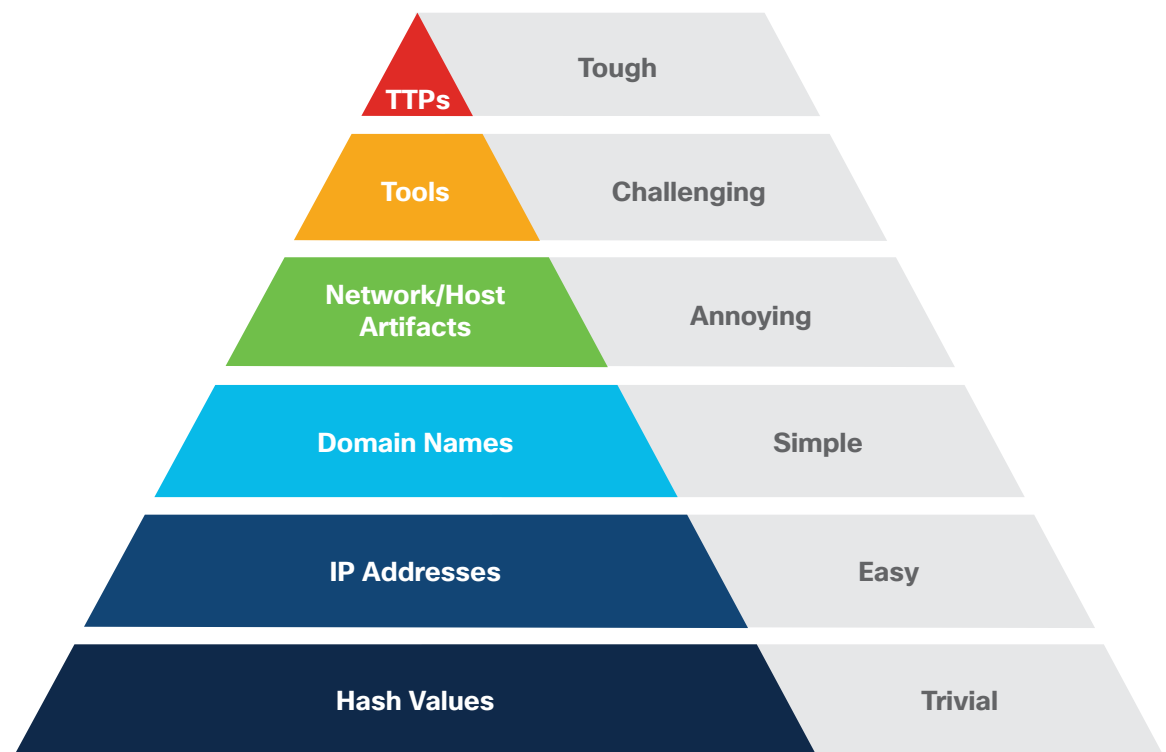 Tough
TTPs
Tools
Challenging
Network/Host
Artifacts
Annoying
Domain Names
Simple
IP Addresses
Easy
Hash Values
Trivial